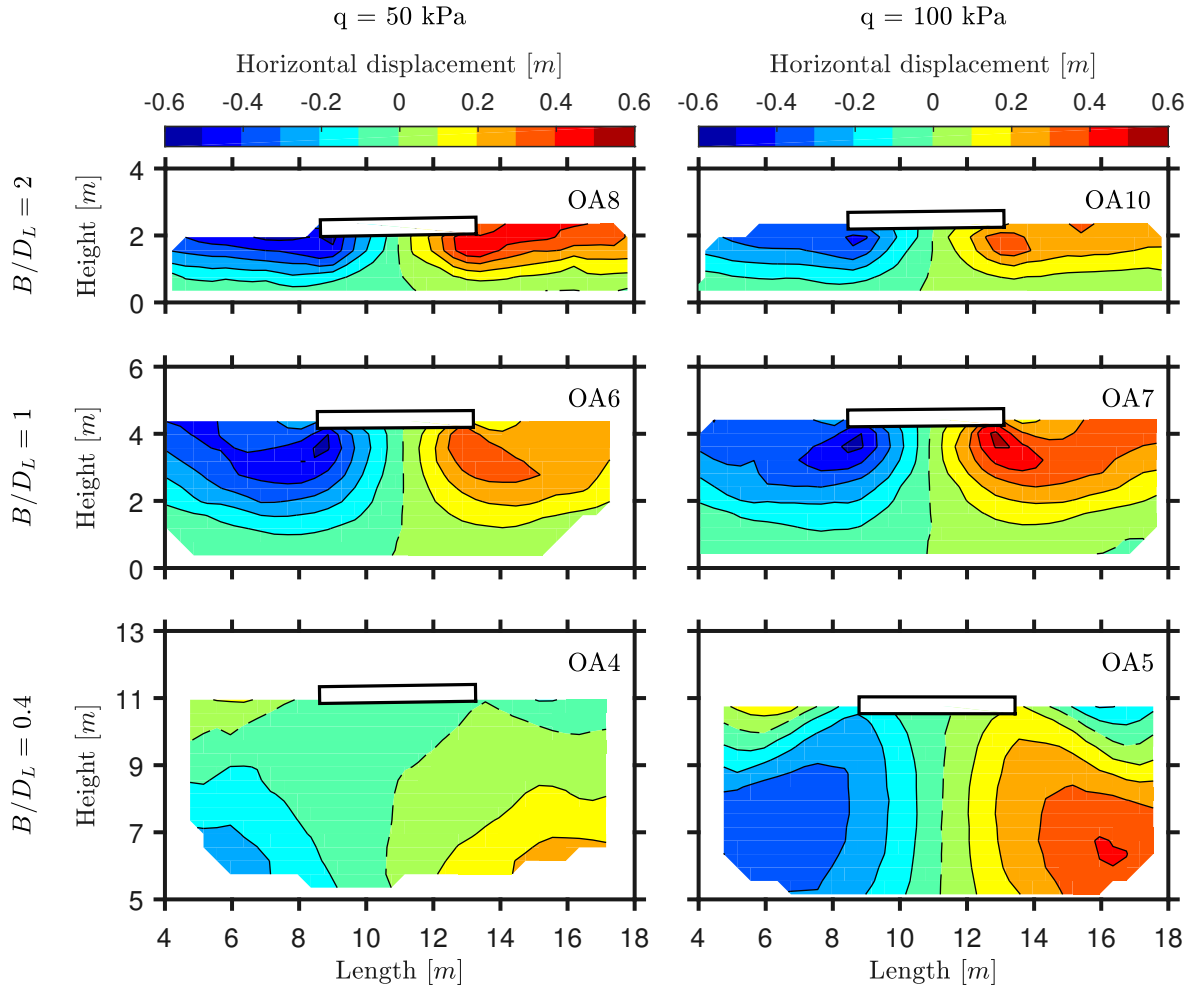 q = 50 kPa
q = 100 kPa
Horizontal displacement [m]
Horizontal displacement [m]
-0.6 -0.4 -0.2 0 0.2 0.4 0.6
-0.6 -0.4 -0.2 0 0.2 0.4 0.6
B/D_L = 2
Height [m]
4
2
0
OA8
OA10
B/D_L = 1
Height [m]
6
4
2
0
OA6
OA7
B/D_L = 0.4
Height [m]
13
11
9
7
5
OA4
OA5
4 6 8 10 12 14 16 18
4 6 8 10 12 14 16 18
Length [m]
Length [m]